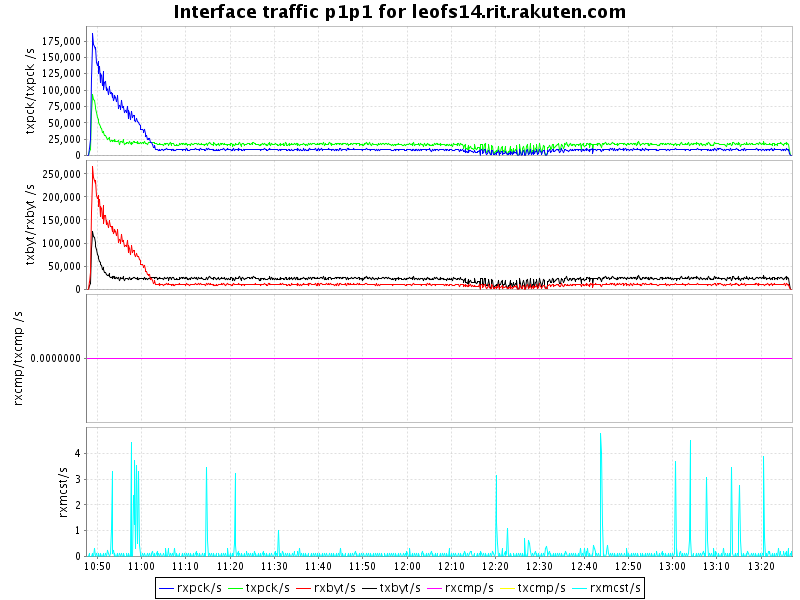 Interface traffic p1p1 for leofs14.rit.rakuten.com
txpck/txpck /s
175,000
150,000
125,000
100,000
75,000
50,000
25,000
0
txbyt/rxbyt /s
250,000
200,000
150,000
100,000
50,000
0
rxcmp/txcmp /s
0.0000000
rxmcst/s
4
3
2
1
0
10:50 11:00 11:10 11:20 11:30 11:40 11:50 12:00 12:10 12:20 12:30 12:40 12:50 13:00 13:10 13:20
rxpck/s txpck/s rxbyt/s txbyt/s rxcmp/s txcmp/s rxmcst/s